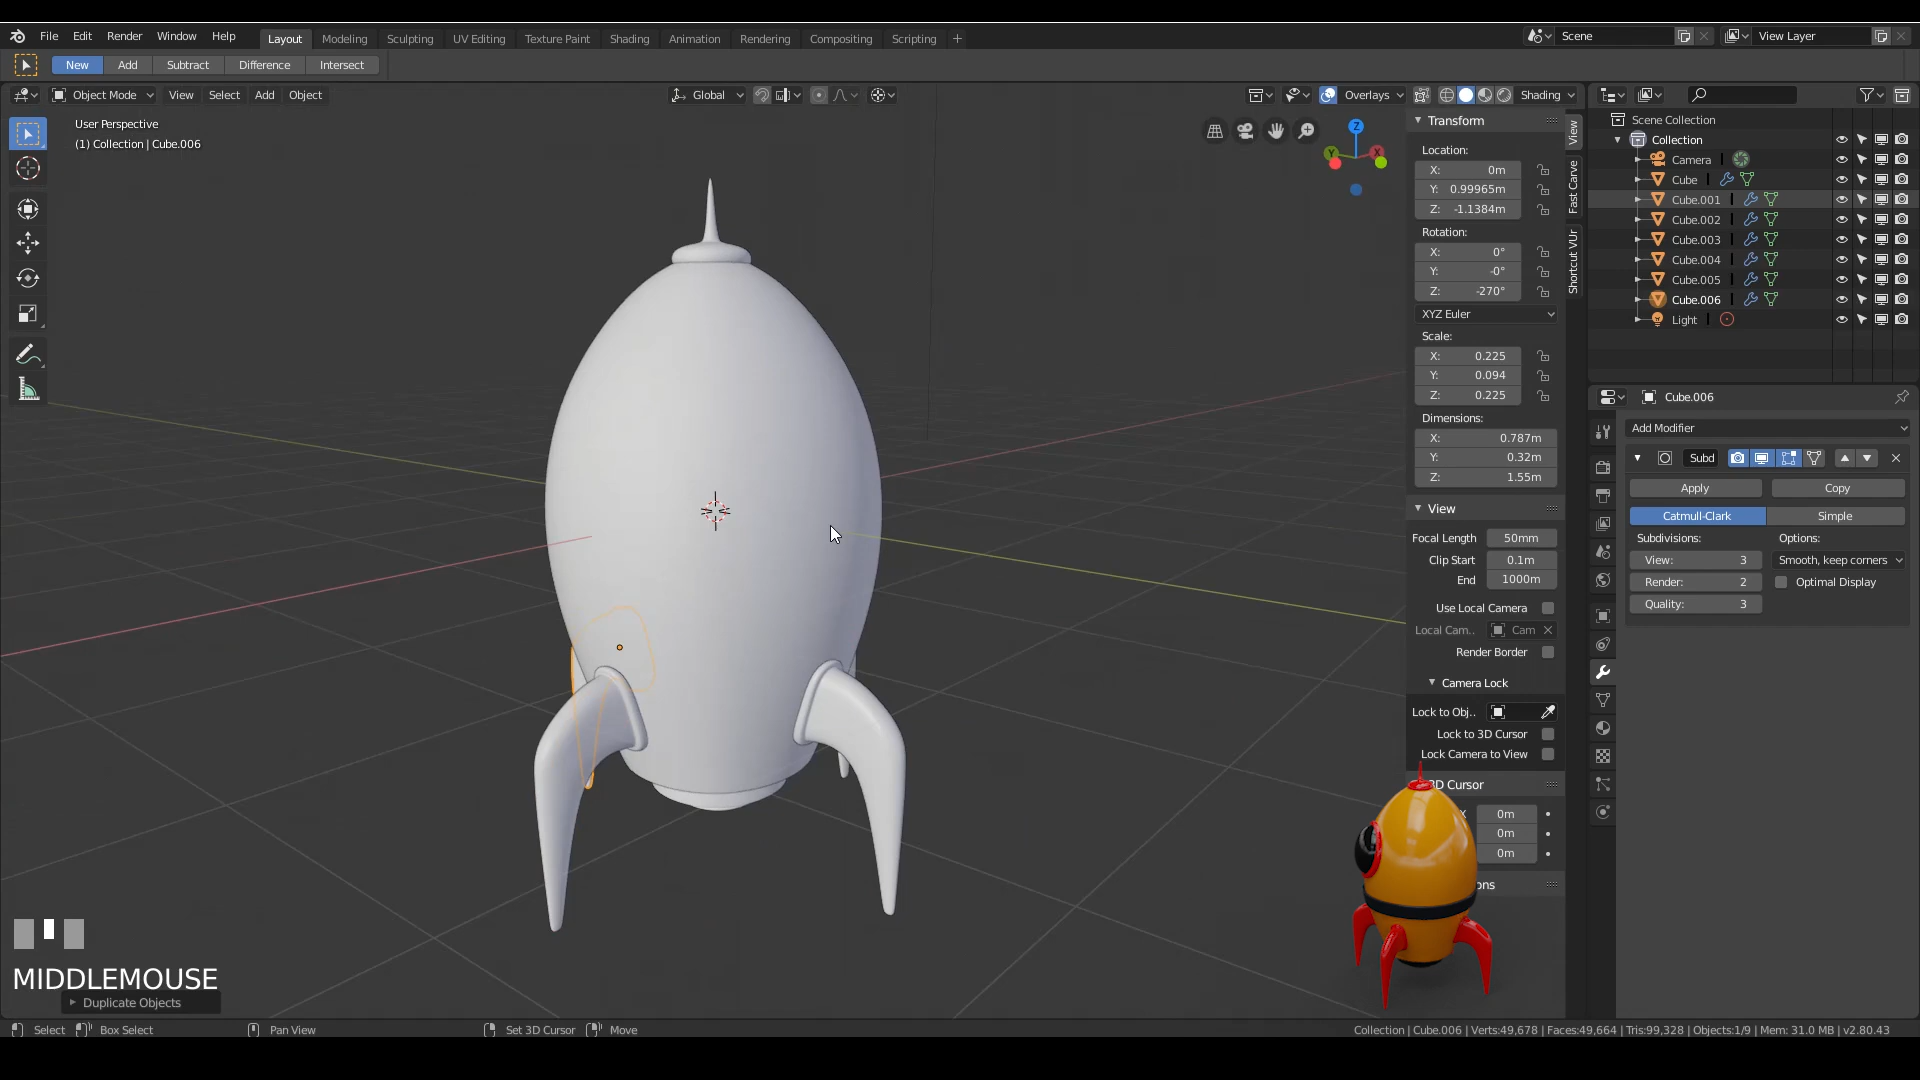 File Edit Render Window Help Layout Modeling Sculpting UV Editing Texture Paint Shading Animation Rendering Compositing Scripting + Scene View Layer
New Add Subtract Difference Intersect
Object Mode View Select Add Object Global Overlays Shading
User Perspective
(1) Collection | Cube.006
Z
Y
X
Transform
Location:
X: 0m
Y: 0.99965m
Z: -1.1384m
Rotation:
X: 0°
Y: -0°
Z: -270°
XYZ Euler
Scale:
X: 0.225
Y: 0.094
Z: 0.225
Dimensions:
X: 0.787m
Y: 0.32m
Z: 1.55m
View
Focal Length 50mm
Clip Start 0.1m
End 1000m
Use Local Camera
Local Cam.. Cam
Render Border
Camera Lock
Lock to Obj..
Lock to 3D Cursor
Lock Camera to View
3D Cursor
X 0m
0m
0m
ons
View
Fast Carve
Shortcut VUr
Scene Collection
Collection
Camera
Cube
Cube.001
Cube.002
Cube.003
Cube.004
Cube.005
Cube.006
Light
Cube.006
Add Modifier
Subd
Apply Copy
Catmull-Clark Simple
Subdivisions: Options:
View: 3 Smooth, keep corners
Render: 2 Optimal Display
Quality: 3
MIDDLEMOUSE
Duplicate Objects
Select Box Select Pan View Set 3D Cursor Move Collection | Cube.006 | Verts:49,678 | Faces:49,664 | Tris:99,328 | Objects:1/9 | Mem: 31.0 MB | v2.80.43